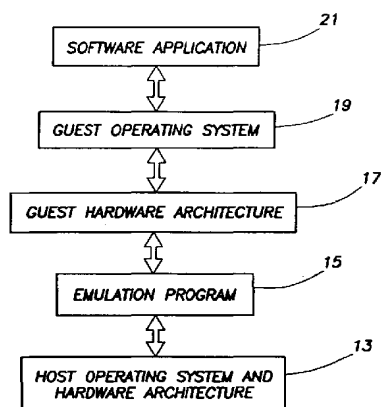 21
SOFTWARE APPLICATION
19
GUEST OPERATING SYSTEM
17
GUEST HARDWARE ARCHITECTURE
15
EMULATION PROGRAM
13
HOST OPERATING SYSTEM AND
HARDWARE ARCHITECTURE